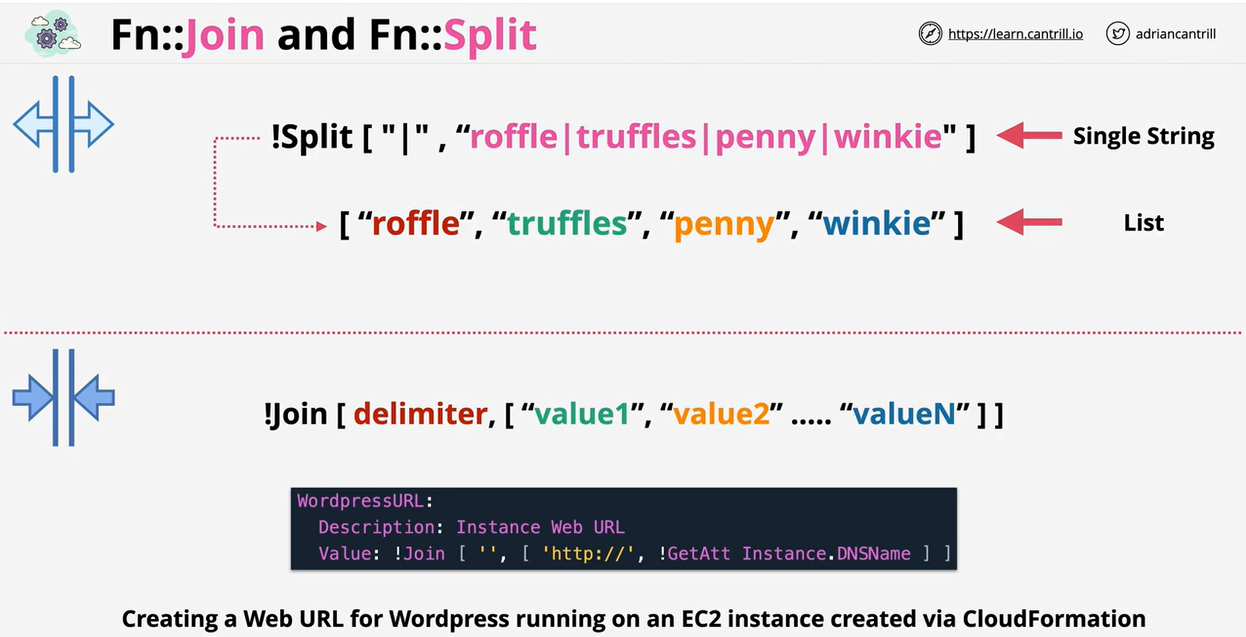 Fn::Join and Fn::Split
https://learn.cantrill.io
adriancantrill
!Split [ "|" , “roffle|truffles|penny|winkie" ]
Single String
[ “roffle”, “truffles”, “penny”, “winkie” ]
List
!Join [ delimiter, [ “value1”, “value2” ..... “valueN” ] ]
WordpressURL:
Description: Instance Web URL
Value: !Join [ '', [ 'http://', !GetAtt Instance.DNSName ] ]
Creating a Web URL for Wordpress running on an EC2 instance created via CloudFormation